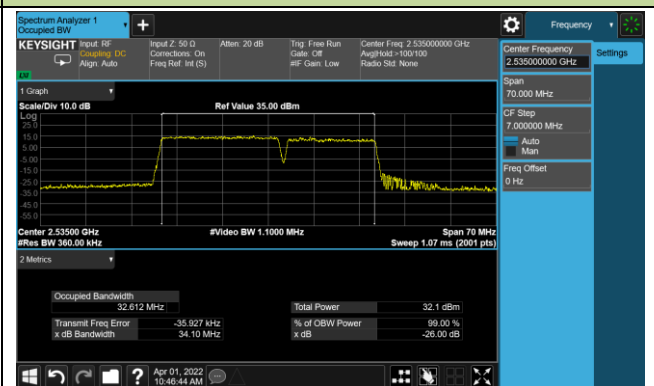 Spectrum Analyzer 1
Occupied BW
+
Frequency
KEYSIGHT
Input: RF
Coupling: DC
Align: Auto
Input Z: 50 Ω
Corrections: On
Freq Ref: Int (S)
Atten: 20 dB
Trig: Free Run
Gate: Off
#IF Gain: Low
Center Freq: 2.535000000 GHz
Avg|Hold:>100/100
Radio Std: None
LXI
Center Frequency
2.535000000 GHz
Settings
Span
70.000 MHz
CF Step
7.000000 MHz
Auto
Man
Freq Offset
0 Hz
1 Graph
Scale/Div 10.0 dB
Ref Value 35.00 dBm
Log
25.0
15.0
5.00
-5.00
-15.0
-25.0
-35.0
-45.0
-55.0
Center 2.53500 GHz
#Video BW 1.1000 MHz
Span 70 MHz
#Res BW 360.00 kHz
Sweep 1.07 ms (2001 pts)
2 Metrics
Occupied Bandwidth
32.612 MHz
Total Power 32.1 dBm
Transmit Freq Error -35.927 kHz
% of OBW Power 99.00 %
x dB Bandwidth 34.10 MHz
x dB -26.00 dB
?
Apr 01, 2022
10:46:44 AM